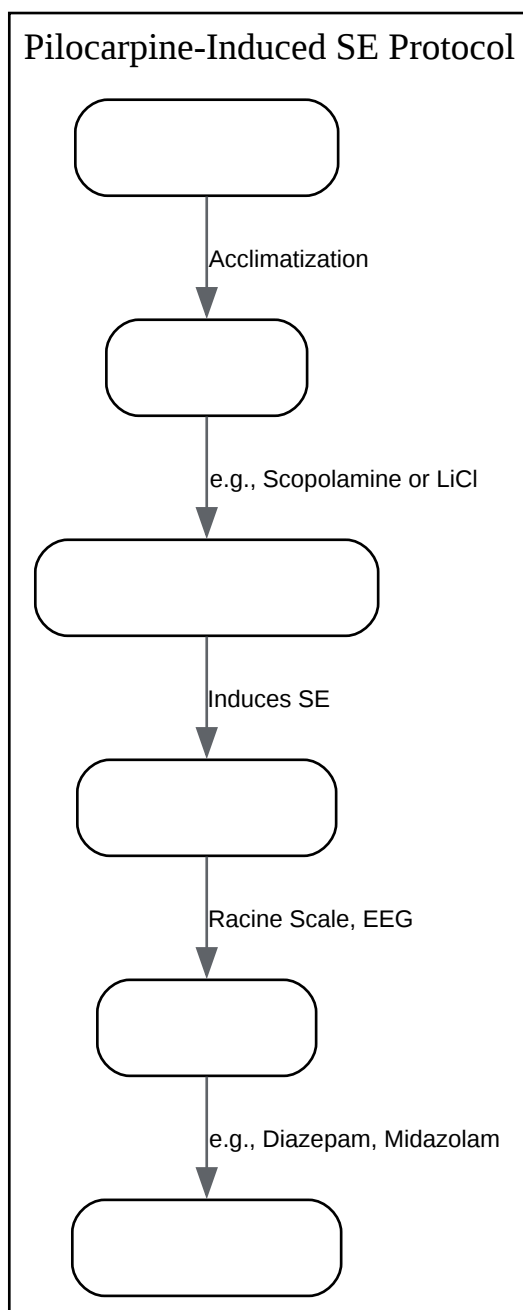 Pilocarpine-Induced SE Protocol
Acclimatization
e.g., Scopolamine or LiCl
Induces SE
Racine Scale, EEG
e.g., Diazepam, Midazolam